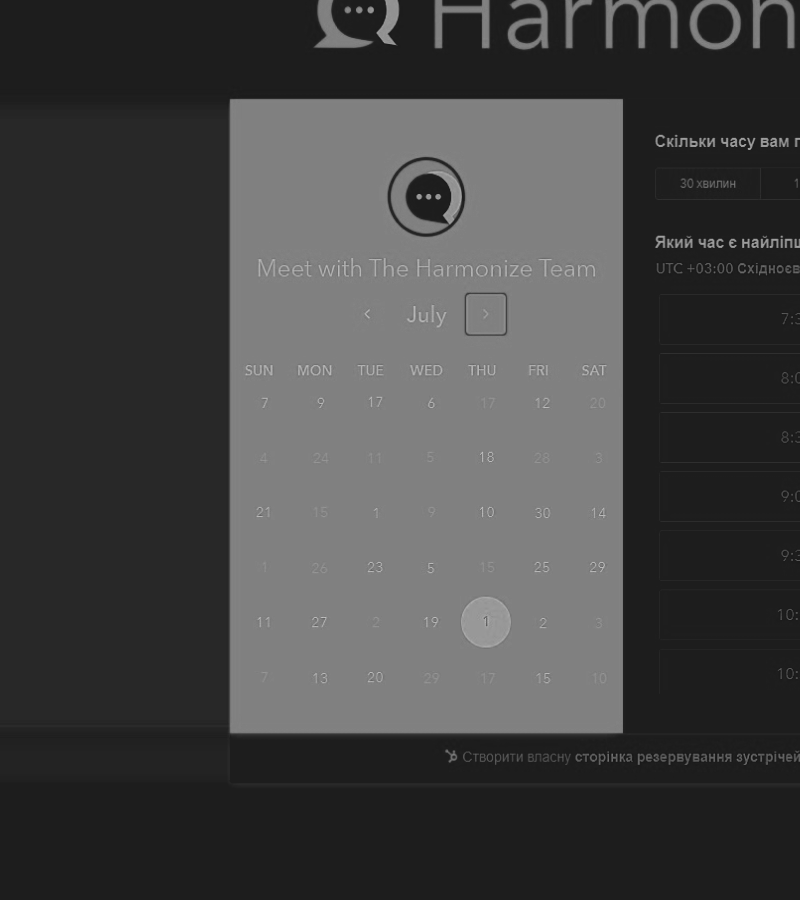 Harmon
Meet with The Harmonize Team
July
SUN MON TUE WED THU FRI SAT
7 9 17 6 17 12 20
4 24 11 5 18 28 3
21 15 1 9 10 30 14
1 26 23 5 15 25 29
11 27 2 19 1 2 3
7 13 20 29 17 15 10
Скільки часу вам п
30 хвилин 1
Який час є найліпш
UTC +03:00 Східноєв
7:3
8:0
8:3
9:0
9:3
10:
10:
Створити власну сторінка резервування зустрічей